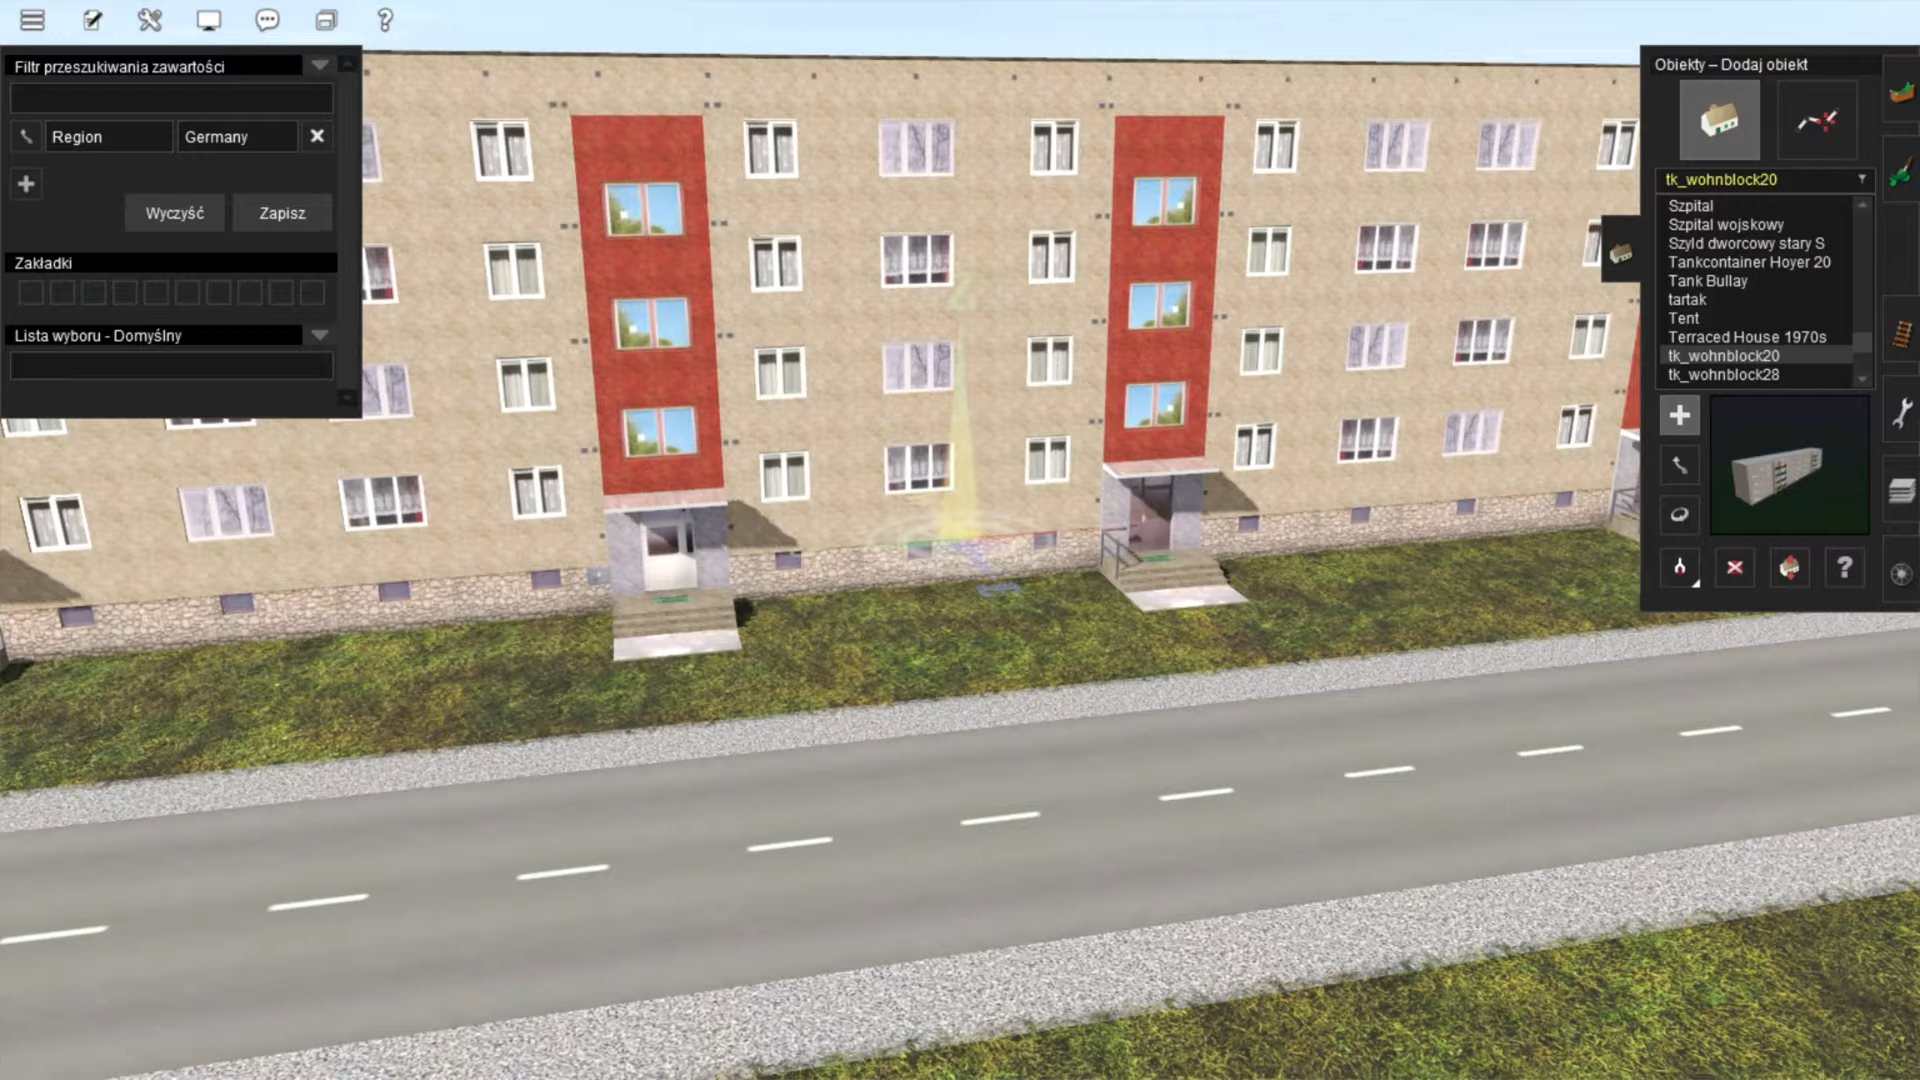 Filtr przeszukiwania zawartości
Region
Germany
Wyczyść
Zapisz
Zakładki
Lista wyboru - Domyślny
Obiekty – Dodaj obiekt
tk_wohnblock20
Szpital
Szpital wojskowy
Szyld dworcowy stary S
Tankcontainer Hoyer 20
Tank Bullay
tartak
Tent
Terraced House 1970s
tk_wohnblock20
tk_wohnblock28